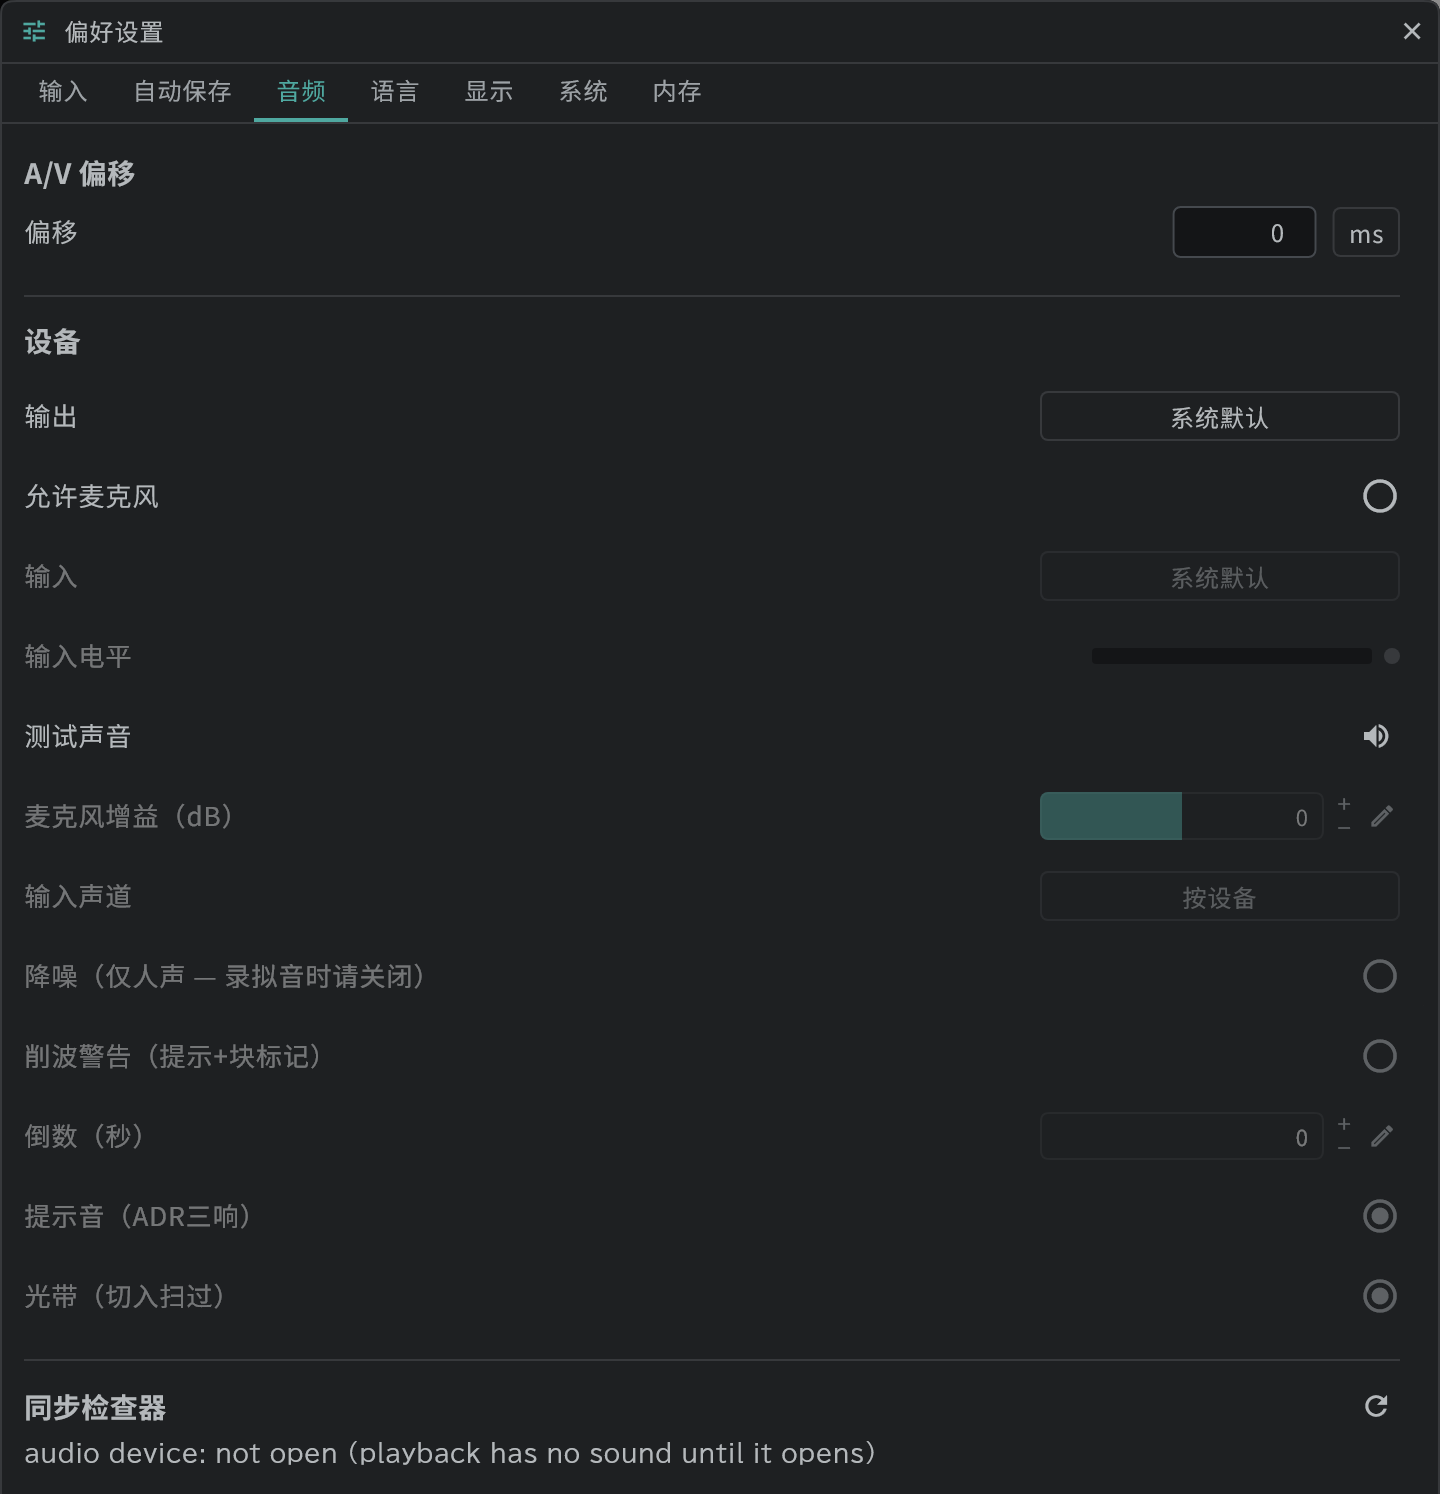 偏好设置
输入 自动保存 音频 语言 显示 系统 内存
A/V 偏移
偏移 0 ms
设备
输出 系统默认
允许麦克风
输入 系统默认
输入电平
测试声音
麦克风增益（dB） 0 + −
输入声道 按设备
降噪（仅人声 — 录拟音时请关闭）
削波警告（提示+块标记）
倒数（秒） 0 + −
提示音（ADR三响）
光带（切入扫过）
同步检查器
audio device: not open (playback has no sound until it opens)